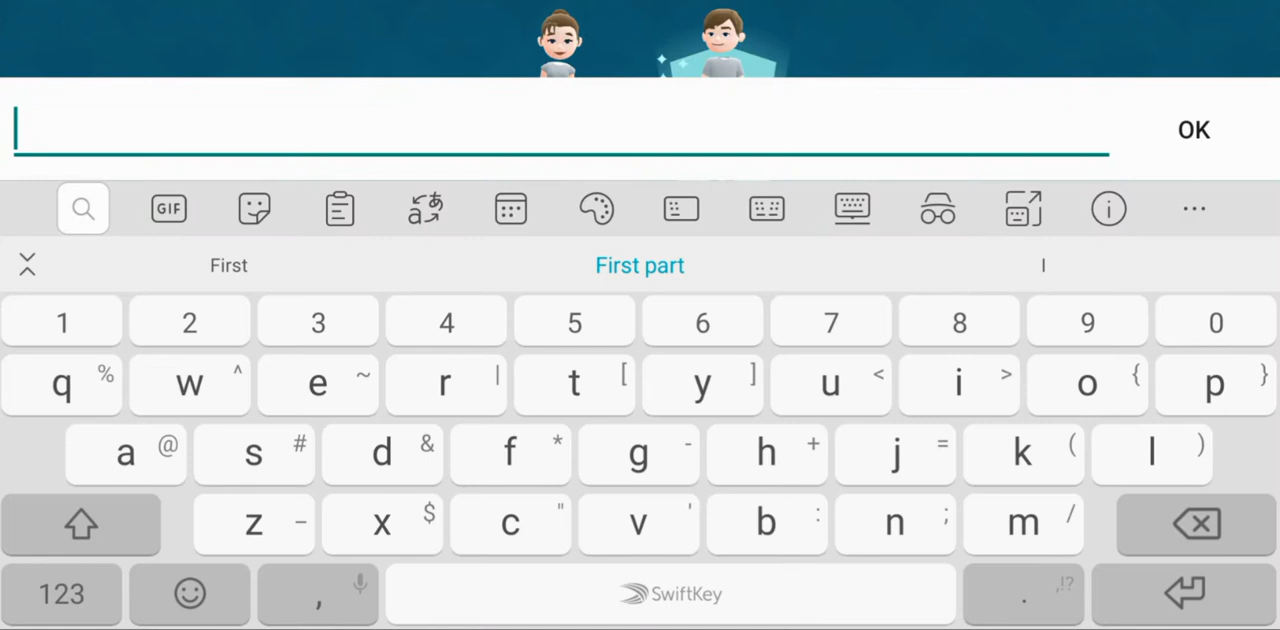 OK
GIF
First First part I
1 2 3 4 5 6 7 8 9 0
q % w ^ e ~ r | t [ y ] u < i > o { p }
a @ s # d & f * g - h + j = k ( l )
z – x $ c " v ' b : n ; m /
123 , SwiftKey . ,!?